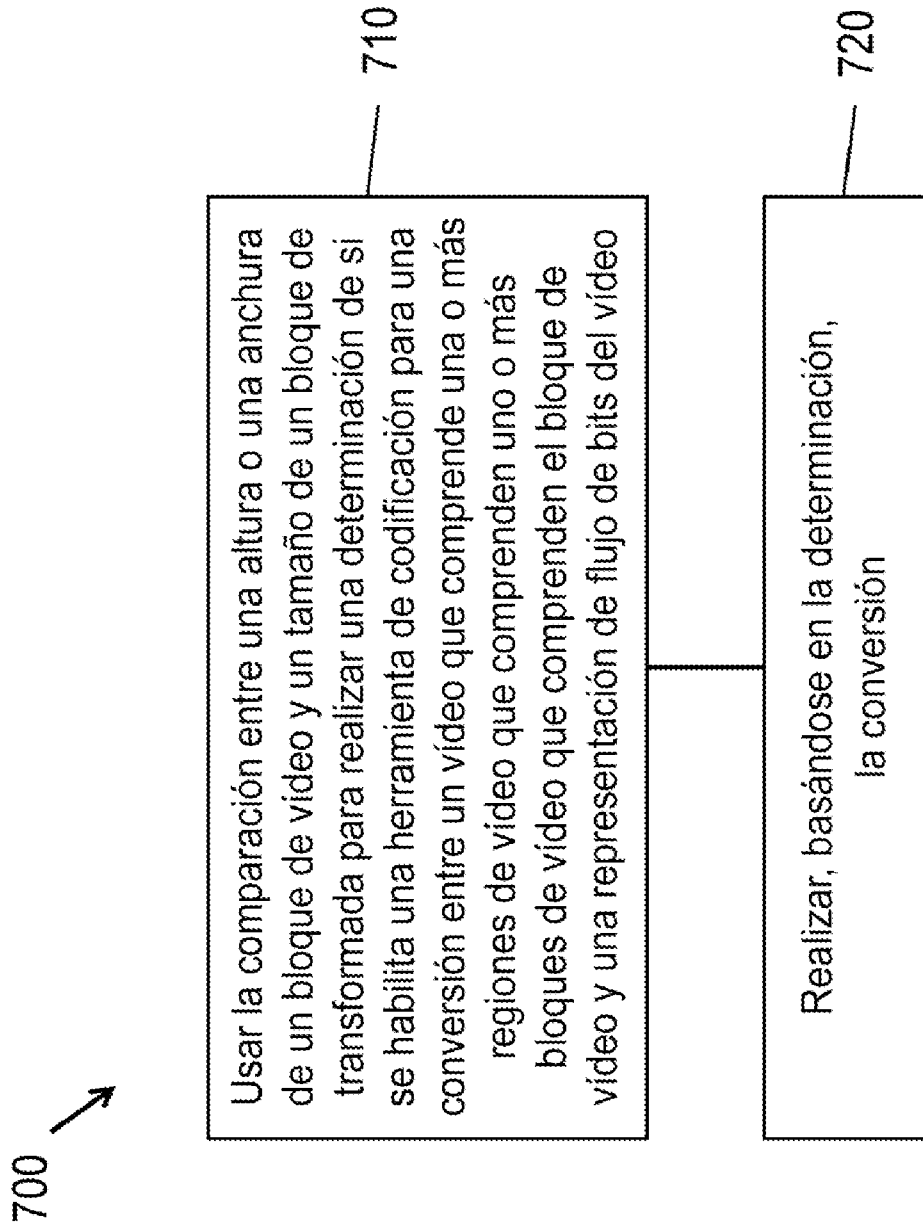 700
Usar la comparación entre una altura o una anchura
de un bloque de vídeo y un tamaño de un bloque de
transformada para realizar una determinación de si
se habilita una herramienta de codificación para una
conversión entre un vídeo que comprende una o más
regiones de vídeo que comprenden uno o más
bloques de vídeo que comprenden el bloque de
vídeo y una representación de flujo de bits del vídeo
710
Realizar, basándose en la determinación,
la conversión
720